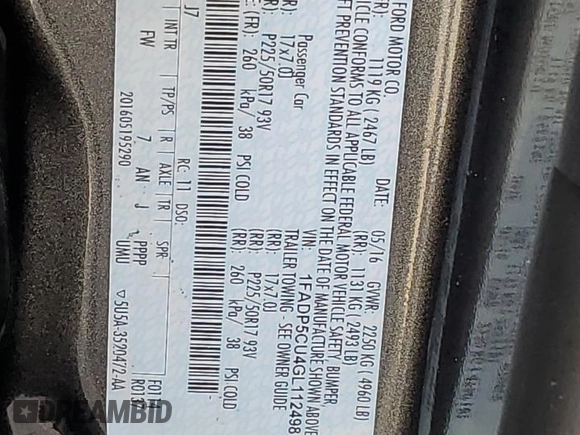 FORD MOTOR CO.
DATE: 05/16 GVWR: 2250 KG ( 4960 LB)
1119 KG ( 2467 LB) (RR): 1131 KG ( 2493 LB)
CONFORMS TO ALL APPLICABLE FEDERAL MOTOR VEHICLE SAFETY, BUMPER,
PREVENTION STANDARDS IN EFFECT ON THE DATE OF MANUFACTURE SHOWN ABOVE
VIN: 1FADP5CU4GL112498
Passenger Car TRAILER TOWING - SEE OWNER GUIDE
17x7.0J (RR): 17x7.0J
(FR): P225/50R17 93V (RR): P225/50R17 93V
(FR): 260 kPa/ 38 PSI COLD (RR): 260 kPa/ 38 PSI COLD
J7 RC: 11 DSO:
INT TR TP/PS R AXLE TR SPR
FW 7 AN J PPPP
201605195290 UMU ▽5U5A-3520472-AA
DREAMBID